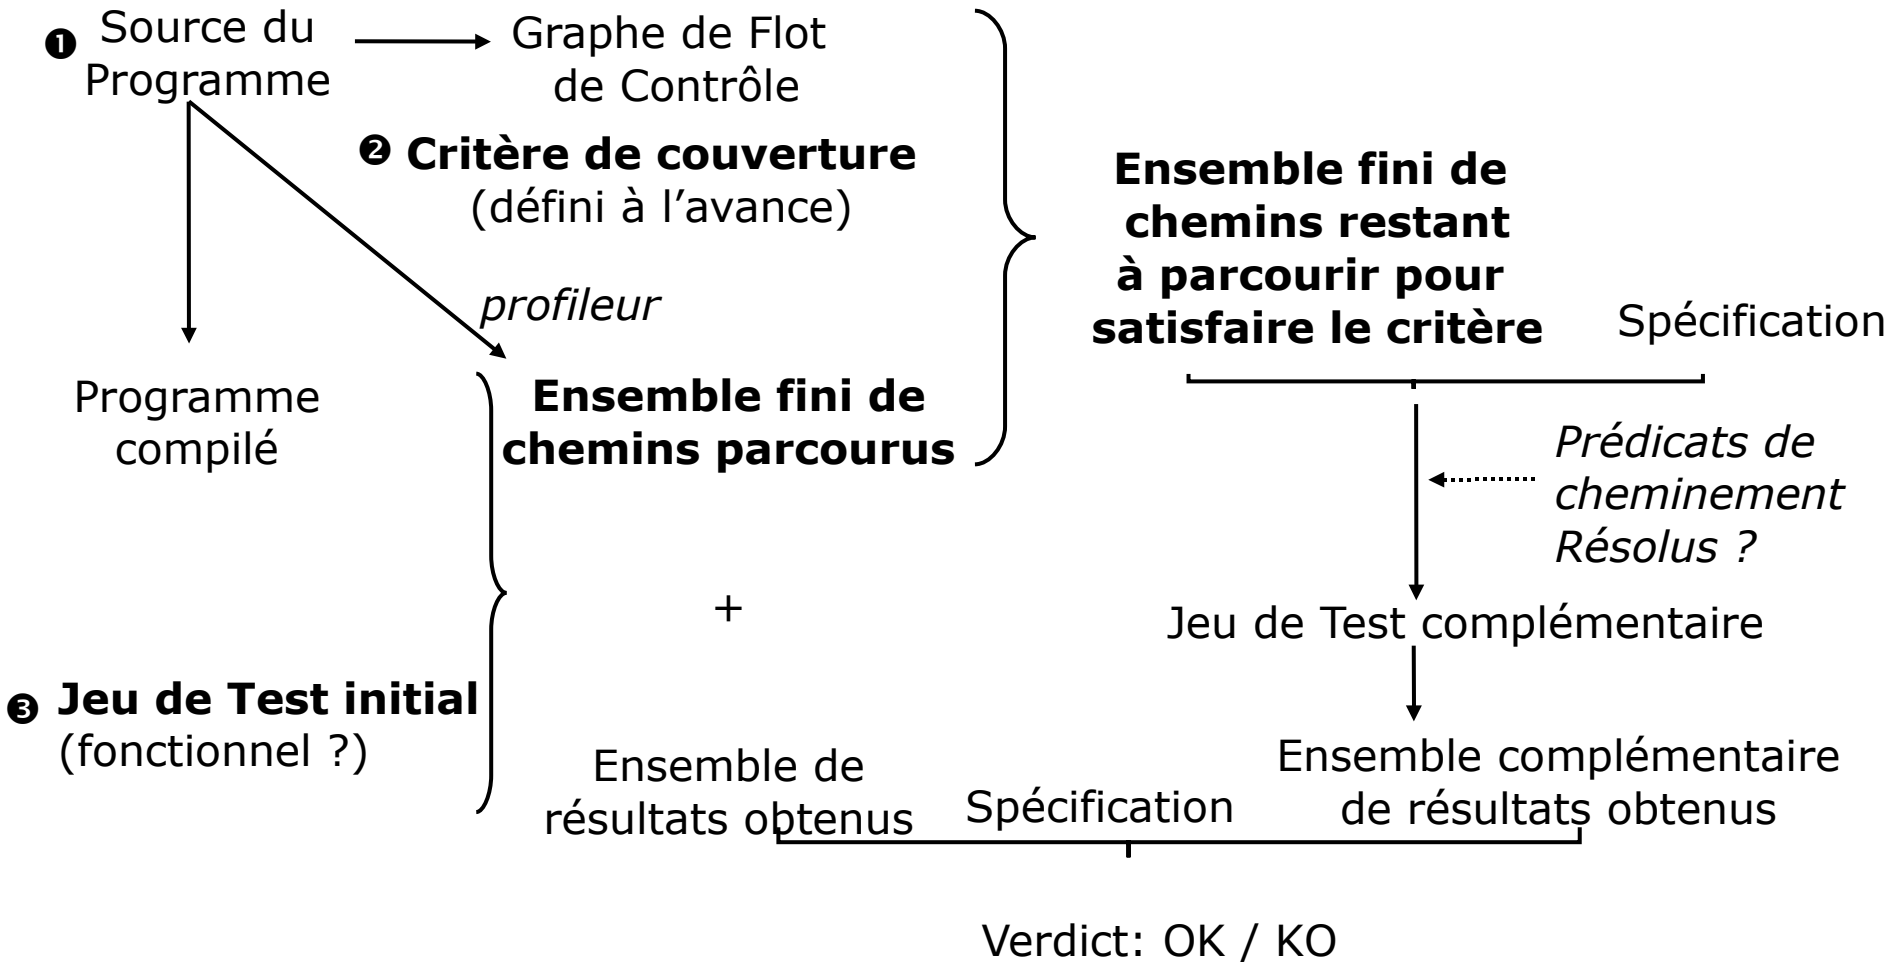 ❶ Source du
Programme
Graphe de Flot
de Contrôle
❷ Critère de couverture
(défini à l’avance)
profileur
Ensemble fini de
chemins restant
à parcourir pour
satisfaire le critère
Spécification
Programme
compilé
Ensemble fini de
chemins parcourus
Prédicats de
cheminement
Résolus ?
+
Jeu de Test complémentaire
❸ Jeu de Test initial
(fonctionnel ?)
Ensemble de
résultats obtenus
Spécification
Ensemble complémentaire
de résultats obtenus
Verdict: OK / KO